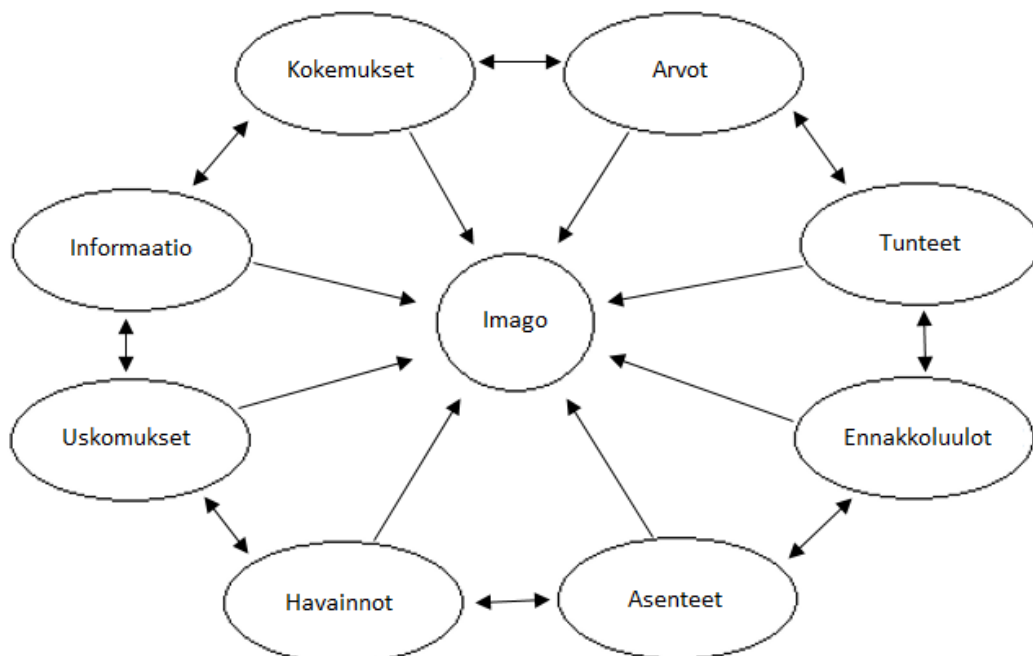 Kokemukset
Arvot
Informaatio
Tunteet
Imago
Uskomukset
Ennakkoluulot
Havainnot
Asenteet